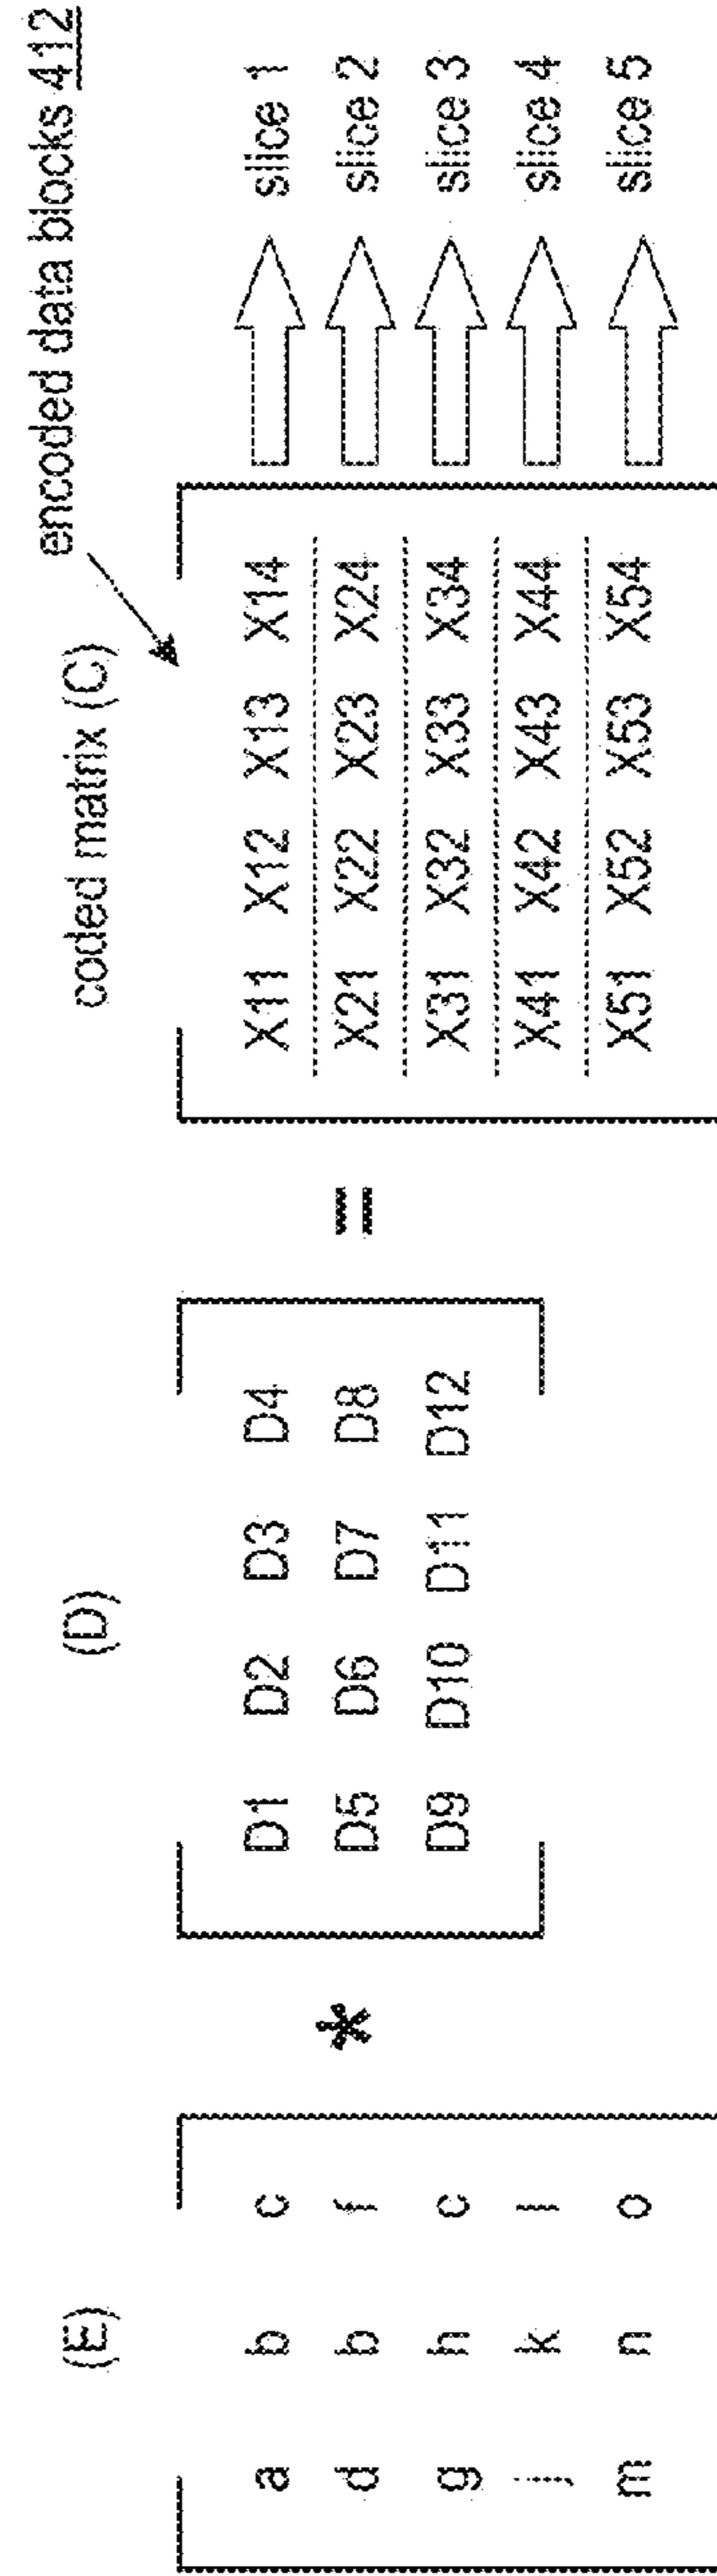 encoded data blocks 412
(E) (D) coded matrix (C)
a b c * D1 D2 D3 D4 = X11 X12 X13 X14 slice 1
d b f D5 D6 D7 D8 X21 X22 X23 X24 slice 2
g h c D9 D10 D11 D12 X31 X32 X33 X34 slice 3
j k l X41 X42 X43 X44 slice 4
m n o X51 X52 X53 X54 slice 5